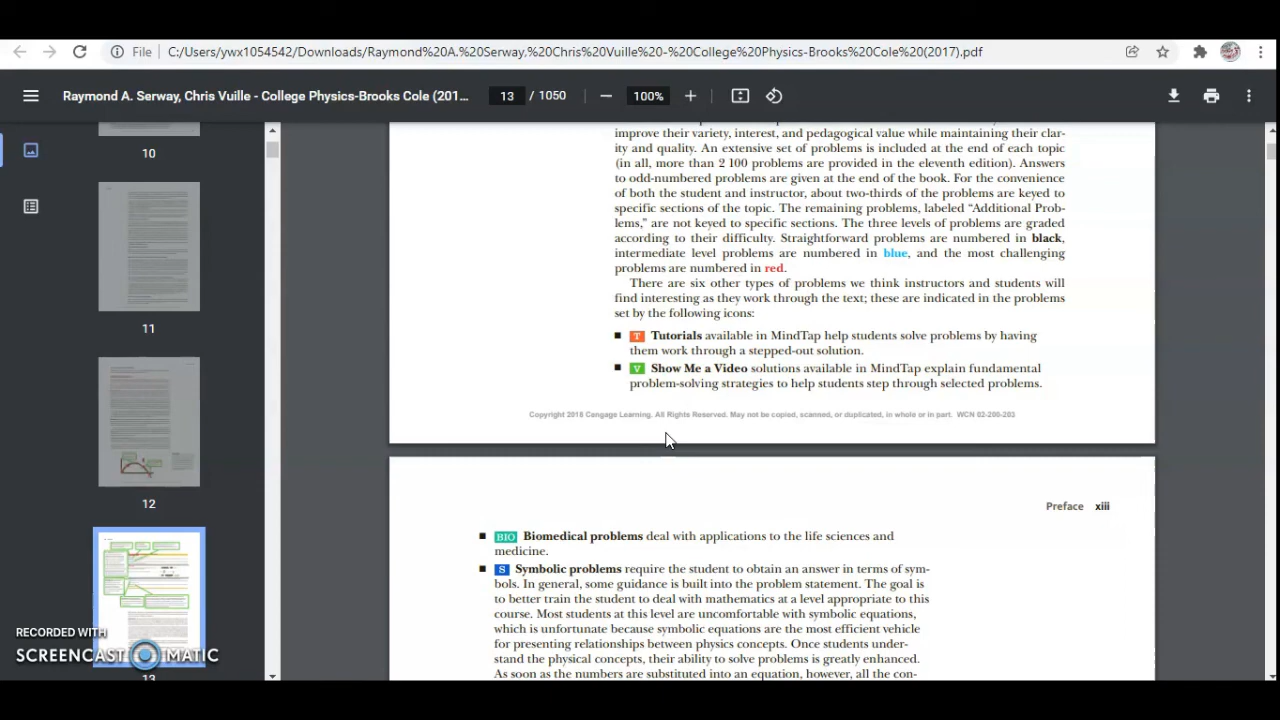 File C:/Users/ywx1054542/Downloads/Raymond%20A.%20Serway,%20Chris%20Vuille%20-%20College%20Physics-Brooks%20Cole%20(2017).pdf
Raymond A. Serway, Chris Vuille - College Physics-Brooks Cole (201... 13 / 1050 100%
10
11
12
13
improve their variety, interest, and pedagogical value while maintaining their clar-
ity and quality. An extensive set of problems is included at the end of each topic
(in all, more than 2 100 problems are provided in the eleventh edition). Answers
to odd-numbered problems are given at the end of the book. For the convenience
of both the student and instructor, about two-thirds of the problems are keyed to
specific sections of the topic. The remaining problems, labeled “Additional Prob-
lems,” are not keyed to specific sections. The three levels of problems are graded
according to their difficulty. Straightforward problems are numbered in black,
intermediate level problems are numbered in blue, and the most challenging
problems are numbered in red.
There are six other types of problems we think instructors and students will
find interesting as they work through the text; these are indicated in the problems
set by the following icons:
■ T Tutorials available in MindTap help students solve problems by having
them work through a stepped-out solution.
■ V Show Me a Video solutions available in MindTap explain fundamental
problem-solving strategies to help students step through selected problems.
Copyright 2018 Cengage Learning. All Rights Reserved. May not be copied, scanned, or duplicated, in whole or in part. WCN 02-200-203
Preface xiii
■ BIO Biomedical problems deal with applications to the life sciences and
medicine.
■ S Symbolic problems require the student to obtain an answer in terms of sym-
bols. In general, some guidance is built into the problem statement. The goal is
to better train the student to deal with mathematics at a level appropriate to this
course. Most students at this level are uncomfortable with symbolic equations,
which is unfortunate because symbolic equations are the most efficient vehicle
for presenting relationships between physics concepts. Once students under-
stand the physical concepts, their ability to solve problems is greatly enhanced.
As soon as the numbers are substituted into an equation, however, all the con-
RECORDED WITH
SCREENCAST MATIC